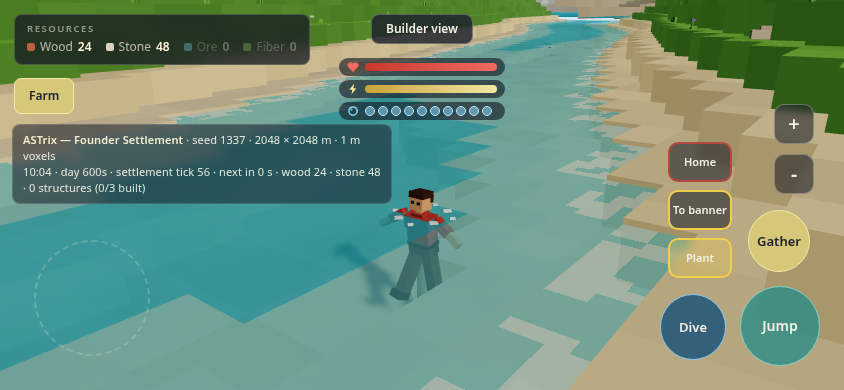 RESOURCES
Wood 24 Stone 48 Ore 0 Fiber 0
Builder view
Farm
ASTrix — Founder Settlement · seed 1337 · 2048 × 2048 m · 1 m
voxels
10:04 · day 600s · settlement tick 56 · next in 0 s · wood 24 · stone 48
· 0 structures (0/3 built)
+
Home
-
To banner
Gather
Plant
Dive
Jump